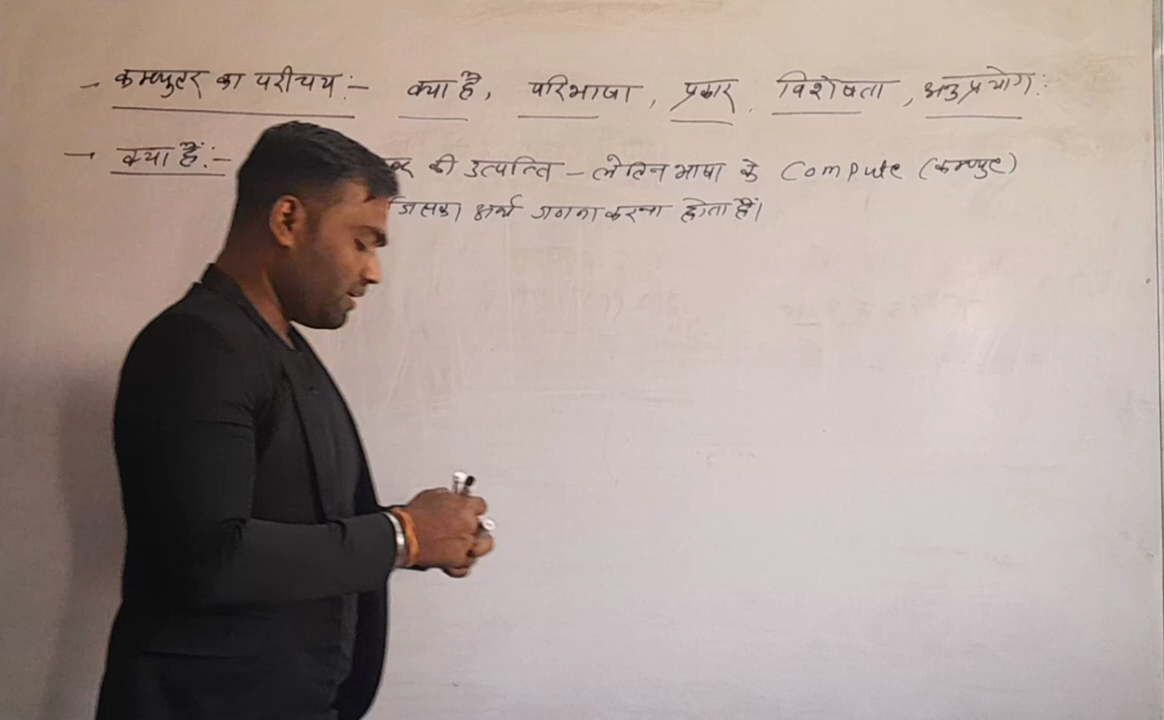 → कम्प्युटर का परीचय:- क्या है, परिभाषा, प्रकार, विशेषता, अनुप्रयोग:
→ क्या हैं:- की उत्पत्ति - लेतिन भाषा के Compute (कम्प्युट)
जिसका अर्थ गणना करना होता हैं।